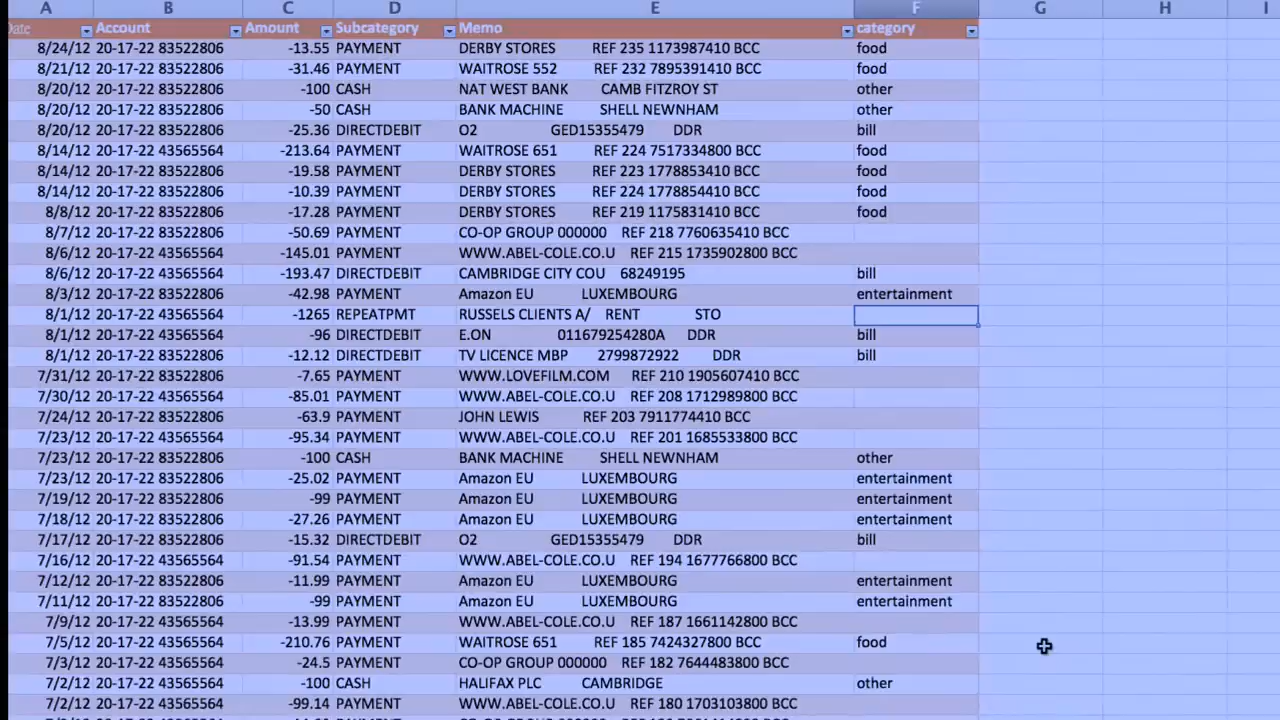 A B C D E F G H I
Date Account Amount Subcategory Memo category
8/24/12 20-17-22 83522806 -13.55 PAYMENT DERBY STORES REF 235 1173987410 BCC food
8/21/12 20-17-22 83522806 -31.46 PAYMENT WAITROSE 552 REF 232 7895391410 BCC food
8/20/12 20-17-22 83522806 -100 CASH NAT WEST BANK CAMB FITZROY ST other
8/20/12 20-17-22 83522806 -50 CASH BANK MACHINE SHELL NEWNHAM other
8/20/12 20-17-22 83522806 -25.36 DIRECTDEBIT O2 GED15355479 DDR bill
8/14/12 20-17-22 43565564 -213.64 PAYMENT WAITROSE 651 REF 224 7517334800 BCC food
8/14/12 20-17-22 83522806 -19.58 PAYMENT DERBY STORES REF 223 1778853410 BCC food
8/14/12 20-17-22 83522806 -10.39 PAYMENT DERBY STORES REF 224 1778854410 BCC food
8/8/12 20-17-22 83522806 -17.28 PAYMENT DERBY STORES REF 219 1175831410 BCC food
8/7/12 20-17-22 83522806 -50.69 PAYMENT CO-OP GROUP 000000 REF 218 7760635410 BCC
8/6/12 20-17-22 43565564 -145.01 PAYMENT WWW.ABEL-COLE.CO.U REF 215 1735902800 BCC
8/6/12 20-17-22 43565564 -193.47 DIRECTDEBIT CAMBRIDGE CITY COU 68249195 bill
8/3/12 20-17-22 83522806 -42.98 PAYMENT Amazon EU LUXEMBOURG entertainment
8/1/12 20-17-22 43565564 -1265 REPEATPMT RUSSELS CLIENTS A/ RENT STO
8/1/12 20-17-22 43565564 -96 DIRECTDEBIT E.ON 011679254280A DDR bill
8/1/12 20-17-22 43565564 -12.12 DIRECTDEBIT TV LICENCE MBP 2799872922 DDR bill
7/31/12 20-17-22 83522806 -7.65 PAYMENT WWW.LOVEFILM.COM REF 210 1905607410 BCC
7/30/12 20-17-22 43565564 -85.01 PAYMENT WWW.ABEL-COLE.CO.U REF 208 1712989800 BCC
7/24/12 20-17-22 83522806 -63.9 PAYMENT JOHN LEWIS REF 203 7911774410 BCC
7/23/12 20-17-22 43565564 -95.34 PAYMENT WWW.ABEL-COLE.CO.U REF 201 1685533800 BCC
7/23/12 20-17-22 83522806 -100 CASH BANK MACHINE SHELL NEWNHAM other
7/23/12 20-17-22 83522806 -25.02 PAYMENT Amazon EU LUXEMBOURG entertainment
7/19/12 20-17-22 83522806 -99 PAYMENT Amazon EU LUXEMBOURG entertainment
7/18/12 20-17-22 83522806 -27.26 PAYMENT Amazon EU LUXEMBOURG entertainment
7/17/12 20-17-22 83522806 -15.32 DIRECTDEBIT O2 GED15355479 DDR bill
7/16/12 20-17-22 43565564 -91.54 PAYMENT WWW.ABEL-COLE.CO.U REF 194 1677766800 BCC
7/12/12 20-17-22 83522806 -11.99 PAYMENT Amazon EU LUXEMBOURG entertainment
7/11/12 20-17-22 83522806 -99 PAYMENT Amazon EU LUXEMBOURG entertainment
7/9/12 20-17-22 43565564 -13.99 PAYMENT WWW.ABEL-COLE.CO.U REF 187 1661142800 BCC
7/5/12 20-17-22 43565564 -210.76 PAYMENT WAITROSE 651 REF 185 7424327800 BCC food
7/3/12 20-17-22 43565564 -24.5 PAYMENT CO-OP GROUP 000000 REF 182 7644483800 BCC
7/2/12 20-17-22 43565564 -100 CASH HALIFAX PLC CAMBRIDGE other
7/2/12 20-17-22 43565564 -99.14 PAYMENT WWW.ABEL-COLE.CO.U REF 180 1703103800 BCC